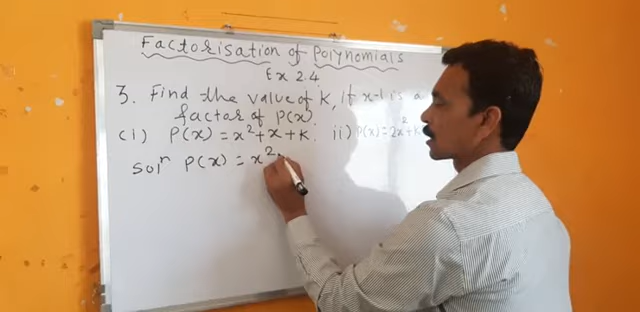 Factorisation of Polynomials
Ex 2.4
3. Find the value of K, if x-1 is a
factor of P(x).
(i) P(x) = x²+x+K. ii) P(x) = 2x²+K
Solⁿ P(x) = x²